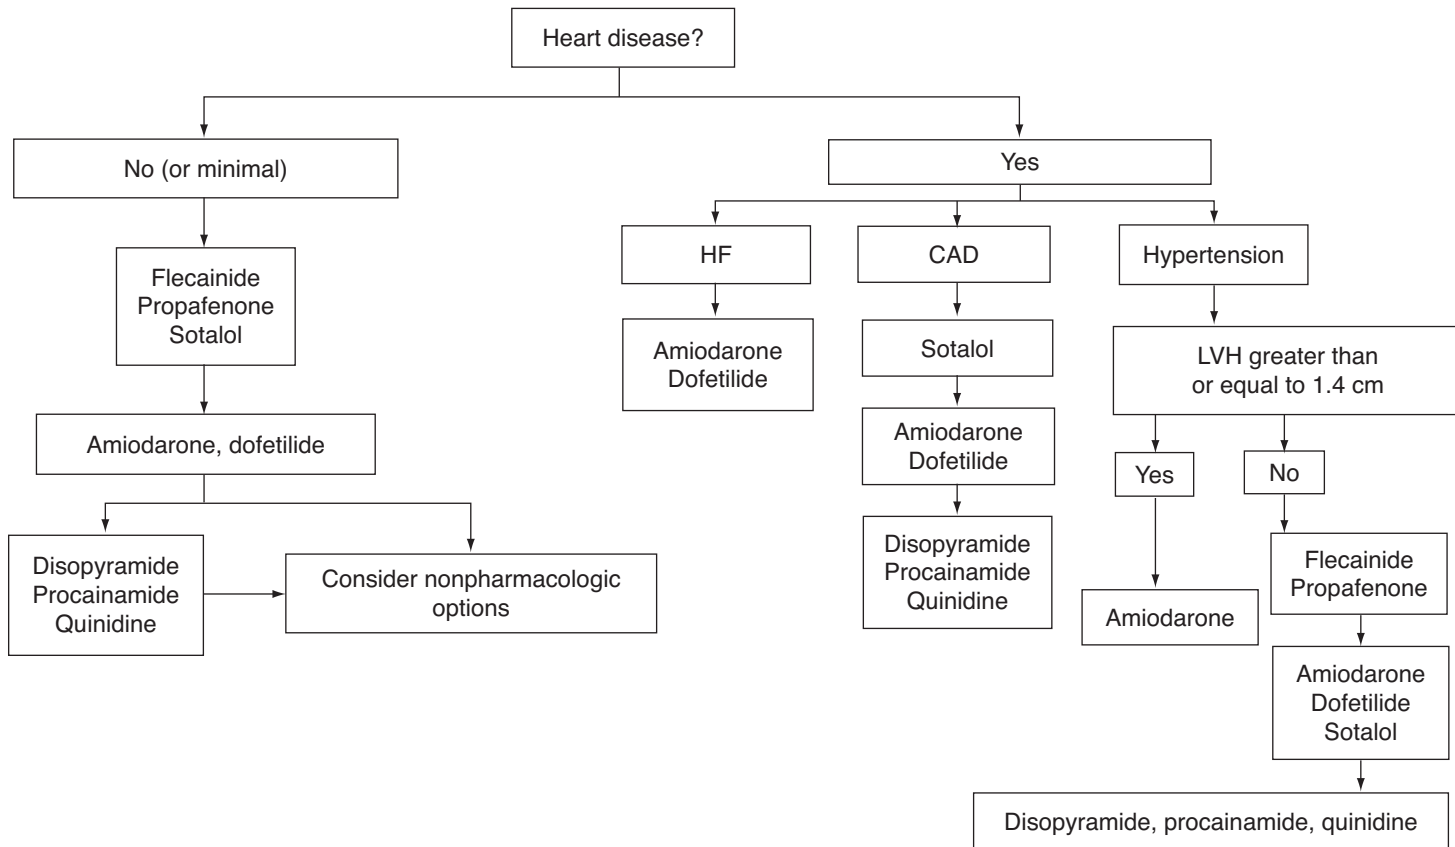 Heart disease?
No (or minimal)
Yes
Flecainide
Propafenone
Sotalol
Amiodarone, dofetilide
Disopyramide
Procainamide
Quinidine
Consider nonpharmacologic
options
HF
Amiodarone
Dofetilide
CAD
Sotalol
Amiodarone
Dofetilide
Disopyramide
Procainamide
Quinidine
Hypertension
LVH greater than
or equal to 1.4 cm
Yes
Amiodarone
No
Flecainide
Propafenone
Amiodarone
Dofetilide
Sotalol
Disopyramide, procainamide, quinidine